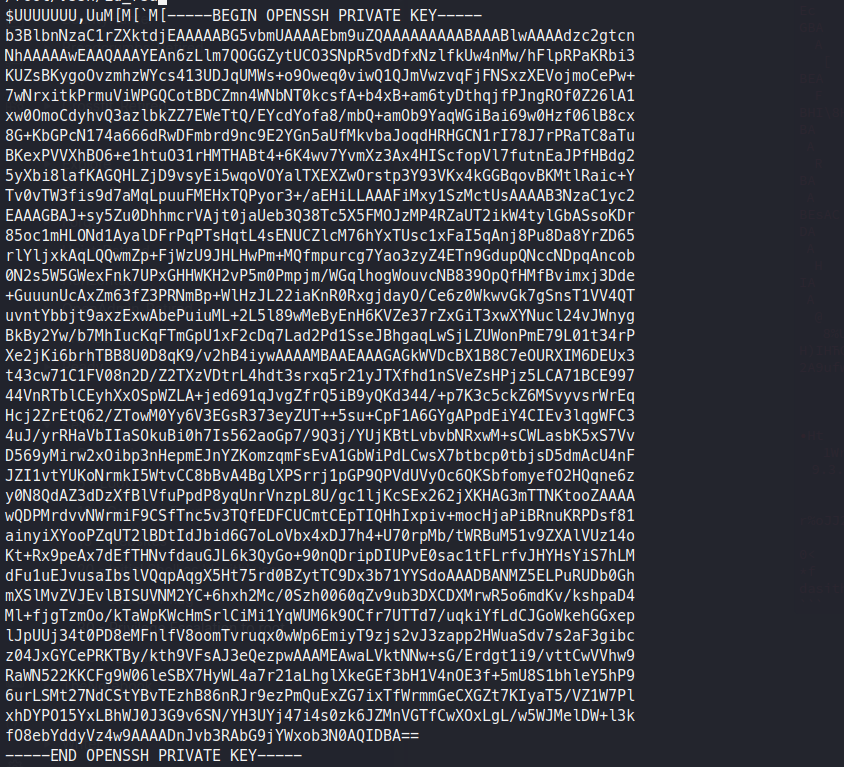 $UUUUUUU,UuM[M[`M[-----BEGIN OPENSSH PRIVATE KEY-----
b3BlbnNzaC1rZXktdjEAAAAABG5vbmUAAAAEbm9uZQAAAAAAAAABAAABlwAAAAdzc2gtcn
NhAAAAAwEAAQAAAYEAn6zLlm7QOGGZytUCO3SNpR5vdDfxNzlfkUw4nMw/hFlpRPaKRbi3
KUZsBKygoOvzmhzWYcs413UDJqUMWs+o9Oweq0viwQ1QJmVwzvqFjFNSxzXEVojmoCePw+
7wNrxitkPrmuViWPGQCotBDCZmn4WNbNT0kcsfA+b4xB+am6tyDthqjfPJngROf0Z26lA1
xw0OmoCdyhvQ3azlbkZZ7EWeTtQ/EYcdYofa8/mbQ+amOb9YaqWGiBai69w0Hzf06lB8cx
8G+KbGPcN174a666dRwDFmbrd9nc9E2YGn5aUfMkvbaJoqdHRHGCN1rI78J7rPRaTC8aTu
BKexPVVXhBO6+e1htuO31rHMTHABt4+6K4wv7YvmXz3Ax4HIScfopVl7futnEaJPfHBdg2
5yXbi8lafKAGQHLZjD9vsyEi5wqoVOYalTXEXZwOrstp3Y93VKx4kGGBqovBKMtlRaic+Y
Tv0vTW3fis9d7aMqLpuuFMEHxTQPyor3+/aEHiLLAAAFiMxy1SzMctUsAAAAB3NzaC1yc2
EAAAGBAJ+sy5Zu0DhhmcrVAjt0jaUeb3Q38Tc5X5FMOJzMP4RZaUT2ikW4tylGbASsoKDr
85oc1mHLONd1AyalDFrPqPTsHqtL4sENUCZlcM76hYxTUsc1xFaI5qAnj8Pu8Da8YrZD65
rlYljxkAqLQQwmZp+FjWzU9JHLHwPm+MQfmpurcg7Yao3zyZ4ETn9GdupQNccNDpqAncob
0N2s5W5GWexFnk7UPxGHHWKH2vP5m0Pmpjm/WGqlhogWouvcNB839OpQfHMfBvimxj3Dde
+GuuunUcAxZm63fZ3PRNmBp+WlHzJL22iaKnR0RxgjdayO/Ce6z0WkwvGk7gSnsT1VV4QT
uvntYbbjt9axzExwAbePuiuML+2L5l89wMeByEnH6KVZe37rZxGiT3xwXYNucl24vJWnyg
BkBy2Yw/b7MhIucKqFTmGpU1xF2cDq7Lad2Pd1SseJBhgaqLwSjLZUWonPmE79L01t34rP
Xe2jKi6brhTBB8U0D8qK9/v2hB4iywAAAAMBAAEAAAGAGkWVDcBX1B8C7eOURXIM6DEUx3
t43cw71C1FV08n2D/Z2TXzVDtrL4hdt3srxq5r21yJTXfhd1nSVeZsHPjz5LCA71BCE997
44VnRTblCEyhXxOSpWZLA+jed691qJvgZfrQ5iB9yQKd344/+p7K3c5ckZ6MSvyvsrWrEq
Hcj2ZrEtQ62/ZTowM0Yy6V3EGsR373eyZUT++5su+CpF1A6GYgAPpdEiY4CIEv3lqgWFC3
4uJ/yrRHaVbIIaSOkuBi0h7Is562aoGp7/9Q3j/YUjKBtLvbvbNRxwM+sCWLasbK5xS7Vv
D569yMirw2xOibp3nHepmEJnYZKomzqmFsEvA1GbWiPdLCwsX7btbcp0tbjsD5dmAcU4nF
JZI1vtYUKoNrmkI5WtvCC8bBvA4BglXPSrrj1pGP9QPVdUVyOc6QKSbfomyefO2HQqne6z
y0N8QdAZ3dDzXfBlVfuPpdP8yqUnrVnzpL8U/gc1ljKcSEx262jXKHAG3mTTNKtooZAAAA
wQDPMrdvvNWrmiF9CSfTnc5v3TQfEDFCUCmtCEpTIQHhIxpiv+mocHjaPiBRnuKRPDsf81
ainyiXYooPZqUT2lBDtIdJbid6G7oLoVbx4xDJ7h4+U70rpMb/tWRBuM51v9ZXAlVUz14o
Kt+Rx9peAx7dEfTHNvfdauGJL6k3QyGo+90nQDripDIUPvE0sac1tFLrfvJHYHsYiS7hLM
dFu1uEJvusaIbslVQqpAqgX5Ht75rd0BZytTC9Dx3b71YYSdoAAADBANMZ5ELPuRUDb0Gh
mXSlMvZVJEvlBISUVNM2YC+6hxh2Mc/0Szh0060qZv9ub3DXCDXMrwR5o6mdKv/kshpaD4
Ml+fjgTzmOo/kTaWpKWcHmSrlCiMi1YqWUM6k9OCfr7UTTd7/uqkiYfLdCJGoWkehGGxep
lJpUUj34t0PD8eMFnlfV8oomTvruqx0wWp6EmiyT9zjs2vJ3zapp2HWuaSdv7s2aF3gibc
z04JxGYCePRKTBy/kth9VFsAJ3eQezpwAAAMEAwaLVktNNw+sG/Erdgt1i9/vttCwVVhw9
RaWN522KKCFg9W06leSBX7HyWL4a7r21aLhglXkeGEf3bH1V4nOE3f+5mU8S1bhleY5hP9
6urLSMt27NdCStYBvTEzhB86nRJr9ezPmQuExZG7ixTfWrmmGeCXGZt7KIyaT5/VZ1W7Pl
xhDYPO15YxLBhWJ0J3G9v6SN/YH3UYj47i4s0zk6JZMnVGTfCwXOxLgL/w5WJMelDW+l3k
fO8ebYddyVz4w9AAAADnJvb3RAbG9jYWxob3N0AQIDBA==
-----END OPENSSH PRIVATE KEY-----